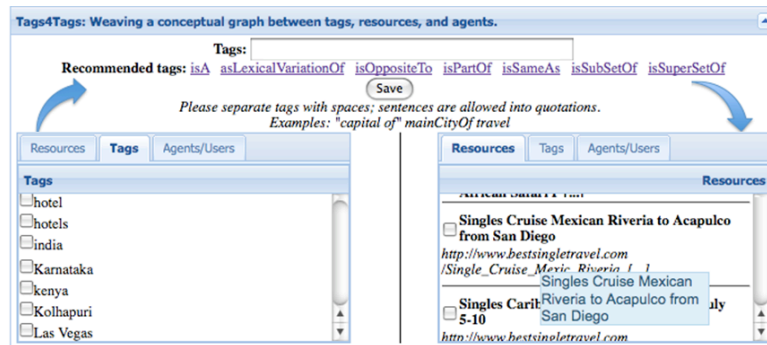 Tags4Tags: Weaving a conceptual graph between tags, resources, and agents.
Tags:
Recommended tags: isA asLexicalVariationOf isOppositeTo isPartOf isSameAs isSubSetOf isSuperSetOf
Save
Please separate tags with spaces; sentences are allowed into quotations.
Examples: "capital of" mainCityOf travel
Resources Tags Agents/Users
Tags
hotel
hotels
india
Karnataka
kenya
Kolhapuri
Las Vegas
Resources Tags Agents/Users
Resources
Singles Cruise Mexican Riveria to Acapulco
from San Diego
http://www.bestsingletravel.com
/Single_Cruise_Mexic_Riveria_[...]
Singles Cruise Mexican
Riveria to Acapulco from
San Diego
Singles Carib uly
5-10
http://www.bestsingletravel.com